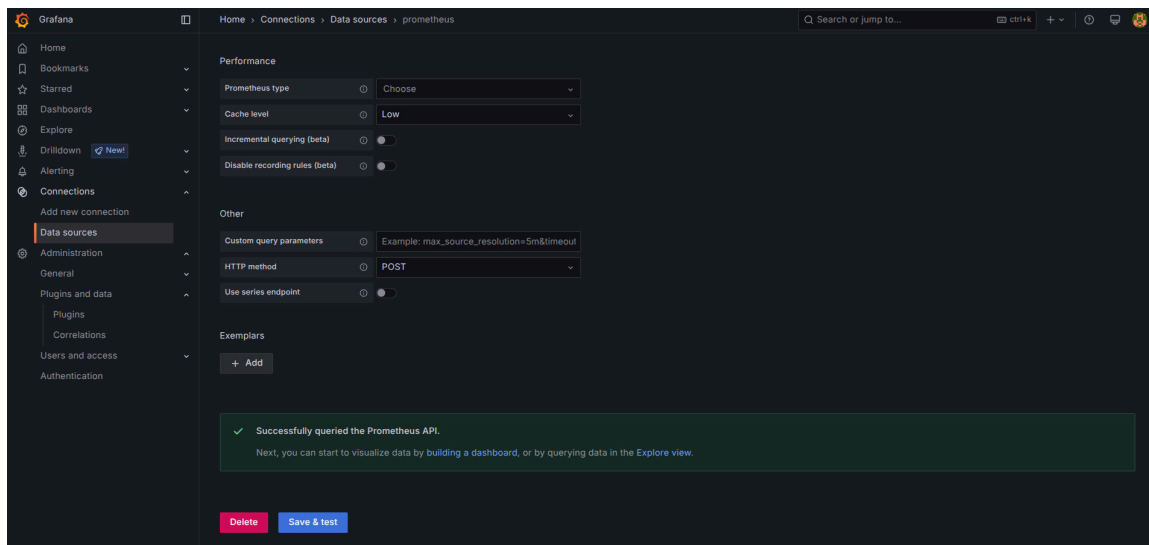 Grafana
Home › Connections › Data sources › prometheus
Search or jump to...
ctrl+k
Home
Bookmarks
Starred
Dashboards
Explore
Drilldown
New!
Alerting
Connections
Add new connection
Data sources
Administration
General
Plugins and data
Plugins
Correlations
Users and access
Authentication
Performance
Prometheus type
Choose
Cache level
Low
Incremental querying (beta)
Disable recording rules (beta)
Other
Custom query parameters
Example: max_source_resolution=5m&timeout
HTTP method
POST
Use series endpoint
Exemplars
+ Add
Successfully queried the Prometheus API.
Next, you can start to visualize data by building a dashboard, or by querying data in the Explore view.
Delete
Save & test